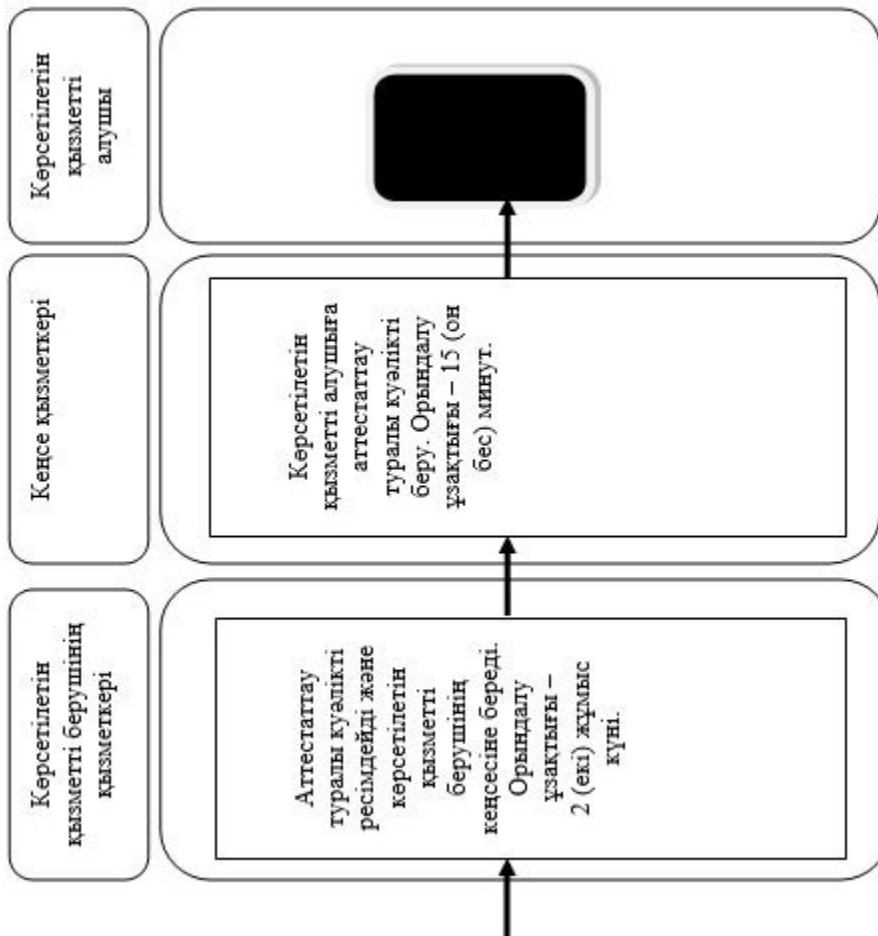 Көрсетілетін
қызметті берушінің
қызметкері
Кеңсе қызметкері
Көрсетілетін
қызметті
алушы
Аттестаттау
туралы куәлікті
ресімдейді және
көрсетілетін
қызметті
берушінің
кеңсесіне береді.
Орындалу
ұзақтығы –
2 (екі) жұмыс
күні.
Көрсетілетін
қызметті алушыға
аттестаттау
туралы куәлікті
беру. Орындалу
ұзақтығы – 15 (он
бес) минут.